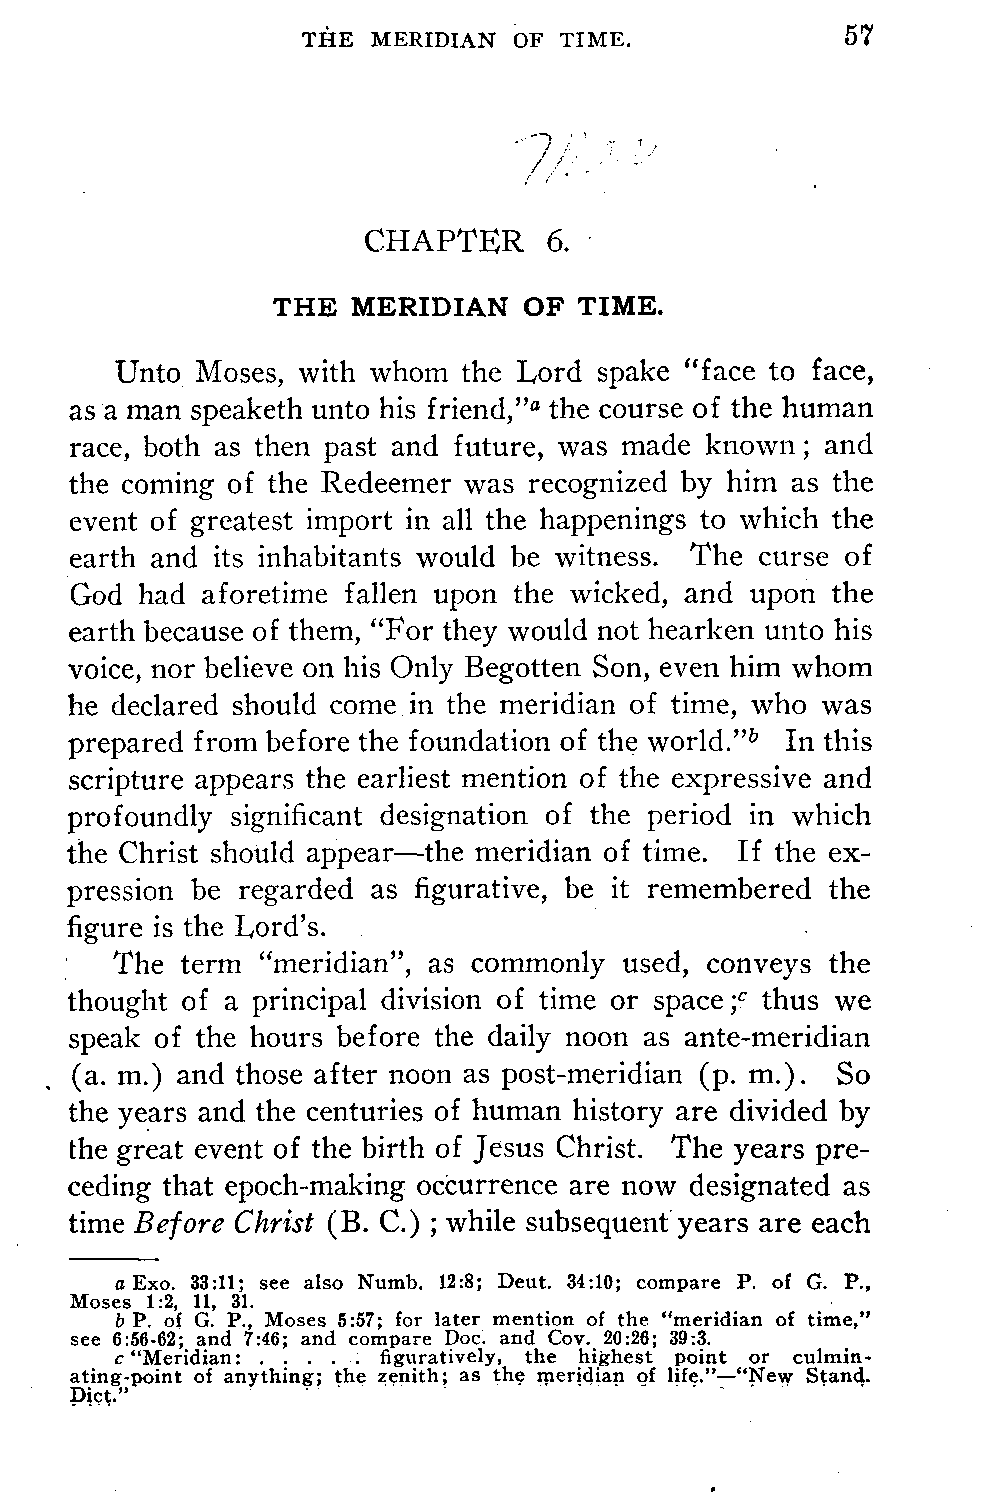 THE MERIDIAN OF TIME. 57
CHAPTER 6.
THE MERIDIAN OF TIME.
Unto Moses, with whom the Lord spake “face to face,
as a man speaketh unto his friend,”a the course of the human
race, both as then past and future, was made known; and
the coming of the Redeemer was recognized by him as the
event of greatest import in all the happenings to which the
earth and its inhabitants would be witness. The curse of
God had aforetime fallen upon the wicked, and upon the
earth because of them, “For they would not hearken unto his
voice, nor believe on his Only Begotten Son, even him whom
he declared should come in the meridian of time, who was
prepared from before the foundation of the world.”b In this
scripture appears the earliest mention of the expressive and
profoundly significant designation of the period in which
the Christ should appear—the meridian of time. If the ex-
pression be regarded as figurative, be it remembered the
figure is the Lord's.
The term “meridian”, as commonly used, conveys the
thought of a principal division of time or space;c thus we
speak of the hours before the daily noon as ante-meridian
(a. m.) and those after noon as post-meridian (p. m.). So
the years and the centuries of human history are divided by
the great event of the birth of Jesus Christ. The years pre-
ceding that epoch-making occurrence are now designated as
time Before Christ (B. C.); while subsequent years are each
a Exo. 33:11; see also Numb. 12:8; Deut. 34:10; compare P. of G. P.,
Moses 1:2, 11, 31.
b P. of G. P., Moses 5:57; for later mention of the “meridian of time,”
see 6:56-62; and 7:46; and compare Doc. and Cov. 20:26; 39:3.
c “Meridian: . . . . . figuratively, the highest point or culmin-
ating-point of anything; the zenith; as the meridian of life.”—“New Stand.
Dict.”